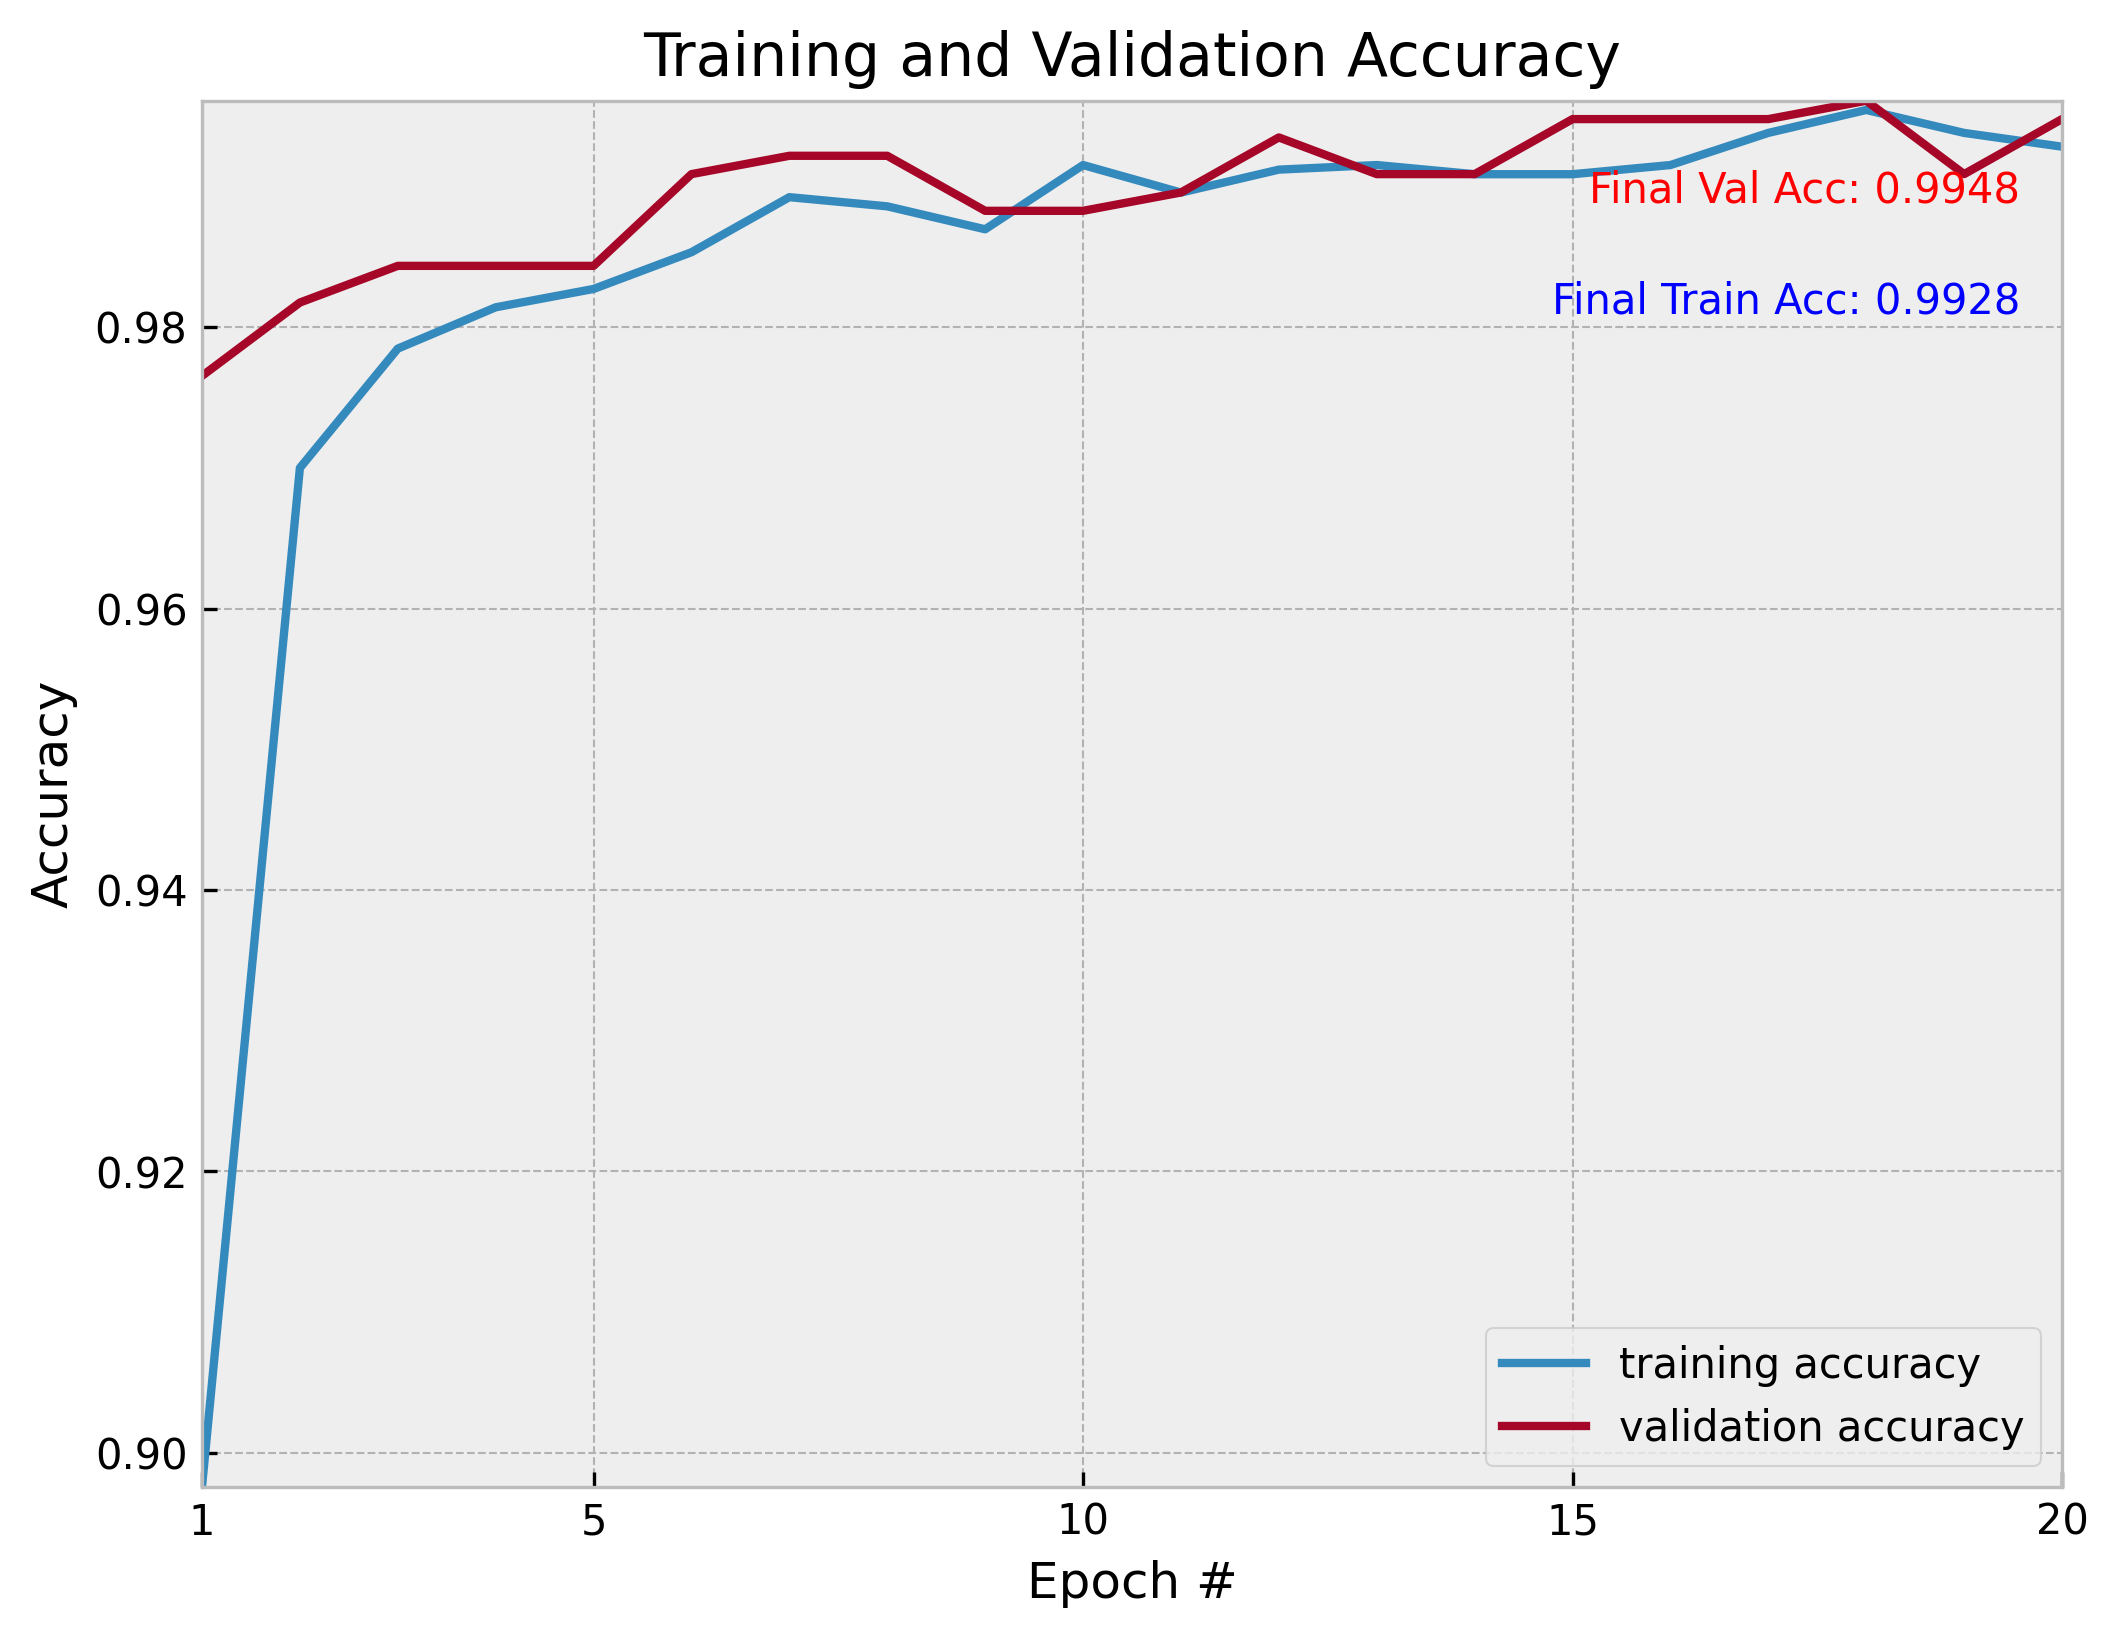 Training and Validation Accuracy
Final Val Acc: 0.9948
Final Train Acc: 0.9928
0.98
0.96
0.94
0.92
0.90
Accuracy
training accuracy
validation accuracy
1 5 10 15 20
Epoch #